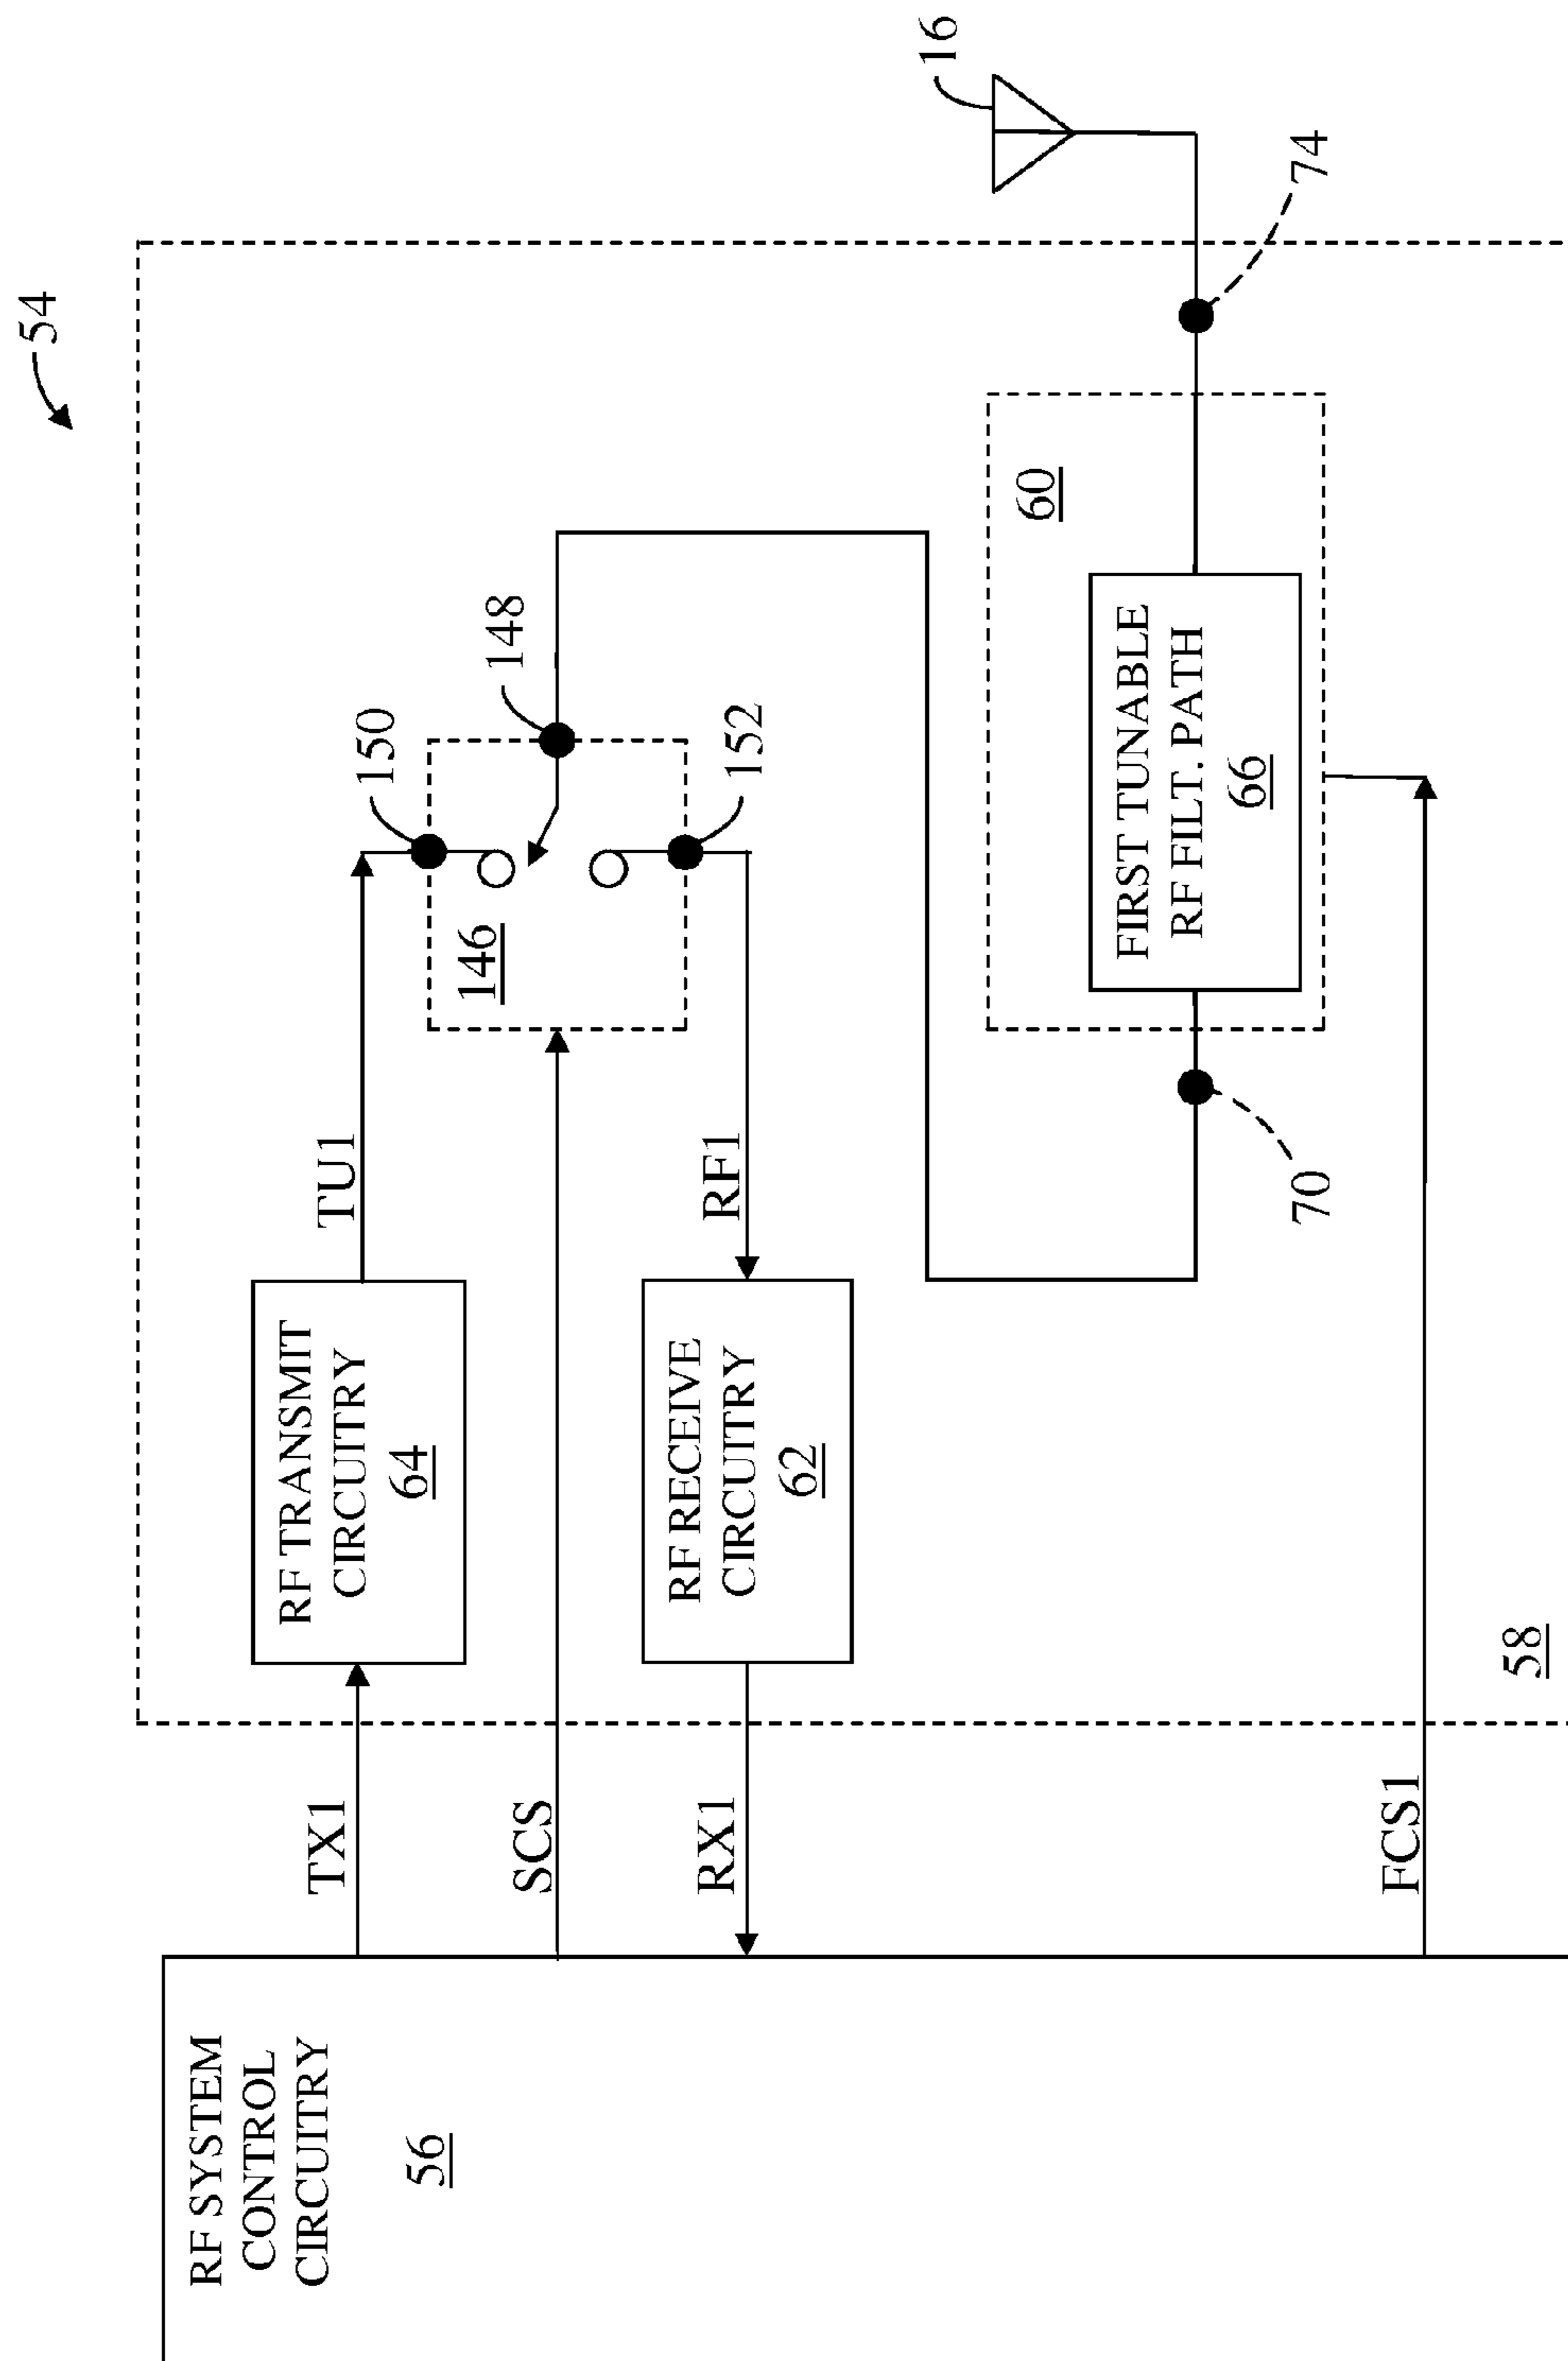 54
RF SYSTEM
CONTROL
CIRCUITRY
56
TX1
RF TRANSMIT
CIRCUITRY
64
TU1
150
146
148
SCS
152
RX1
RF RECEIVE
CIRCUITRY
62
RF1
16
60
FIRST TUNABLE
RF FILT. PATH
66
70
74
FCS1
58